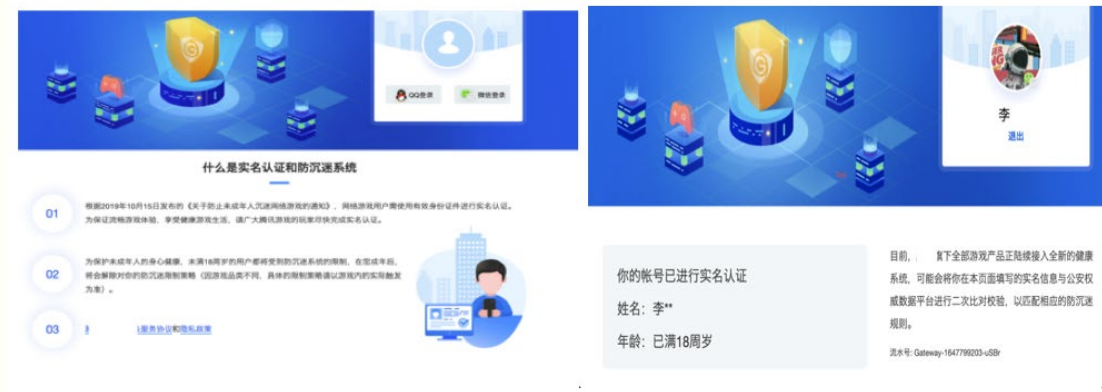 QQ登录
微信登录
什么是实名认证和防沉迷系统
01
根据2019年10月15日发布的《关于防止未成年人沉迷网络游戏的通知》,网络游戏用户需使用有效身份证件进行实名认证。
为保证流畅游戏体验,享受健康游戏生活,请广大腾讯游戏的玩家尽快完成实名认证。
02
为保护未成年人的身心健康,未满18周岁的用户都将受到防沉迷系统的限制,在您成年后,
将会解除对你的防沉迷限制策略(因游戏品类不同,具体的限制策略请以游戏内的实际触发
为准)。
03
服务协议和隐私政策
李
退出
你的帐号已进行实名认证
姓名:李**
年龄:已满18周岁
目前,下全部游戏产品正陆续接入全新的健康
系统,可能会将你在本页面填写的实名信息与公安权
威数据平台进行二次比对校验,以匹配相应的防沉迷
规则。
流水号: Gateway-1647799203-uSBr